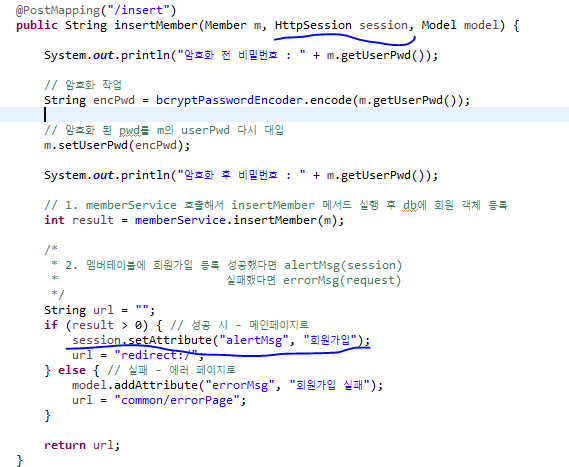 @PostMapping("/insert")
public String insertMember(Member m, HttpSession session, Model model) {
System.out.println("암호화 전 비밀번호 : " + m.getUserPwd());
// 암호화 작업
String encPwd = bcryptPasswordEncoder.encode(m.getUserPwd());
// 암호화 된 pwd를 m의 userPwd 다시 대입
m.setUserPwd(encPwd);
System.out.println("암호화 후 비밀번호 : " + m.getUserPwd());
// 1. memberService 호출해서 insertMember 메서드 실행 후 db에 회원 객체 등록
int result = memberService.insertMember(m);
/*
* 2. 멤버테이블에 회원가입 등록 성공했다면 alertMsg(session)
* 실패했다면 errorMsg(request)
*/
String url = "";
if (result > 0) { // 성공 시 - 메인페이지로
session.setAttribute("alertMsg", "회원가입");
url = "redirect:/";
} else { // 실패 - 에러 페이지로
model.addAttribute("errorMsg", "회원가입 실패");
url = "common/errorPage";
}
return url;
}